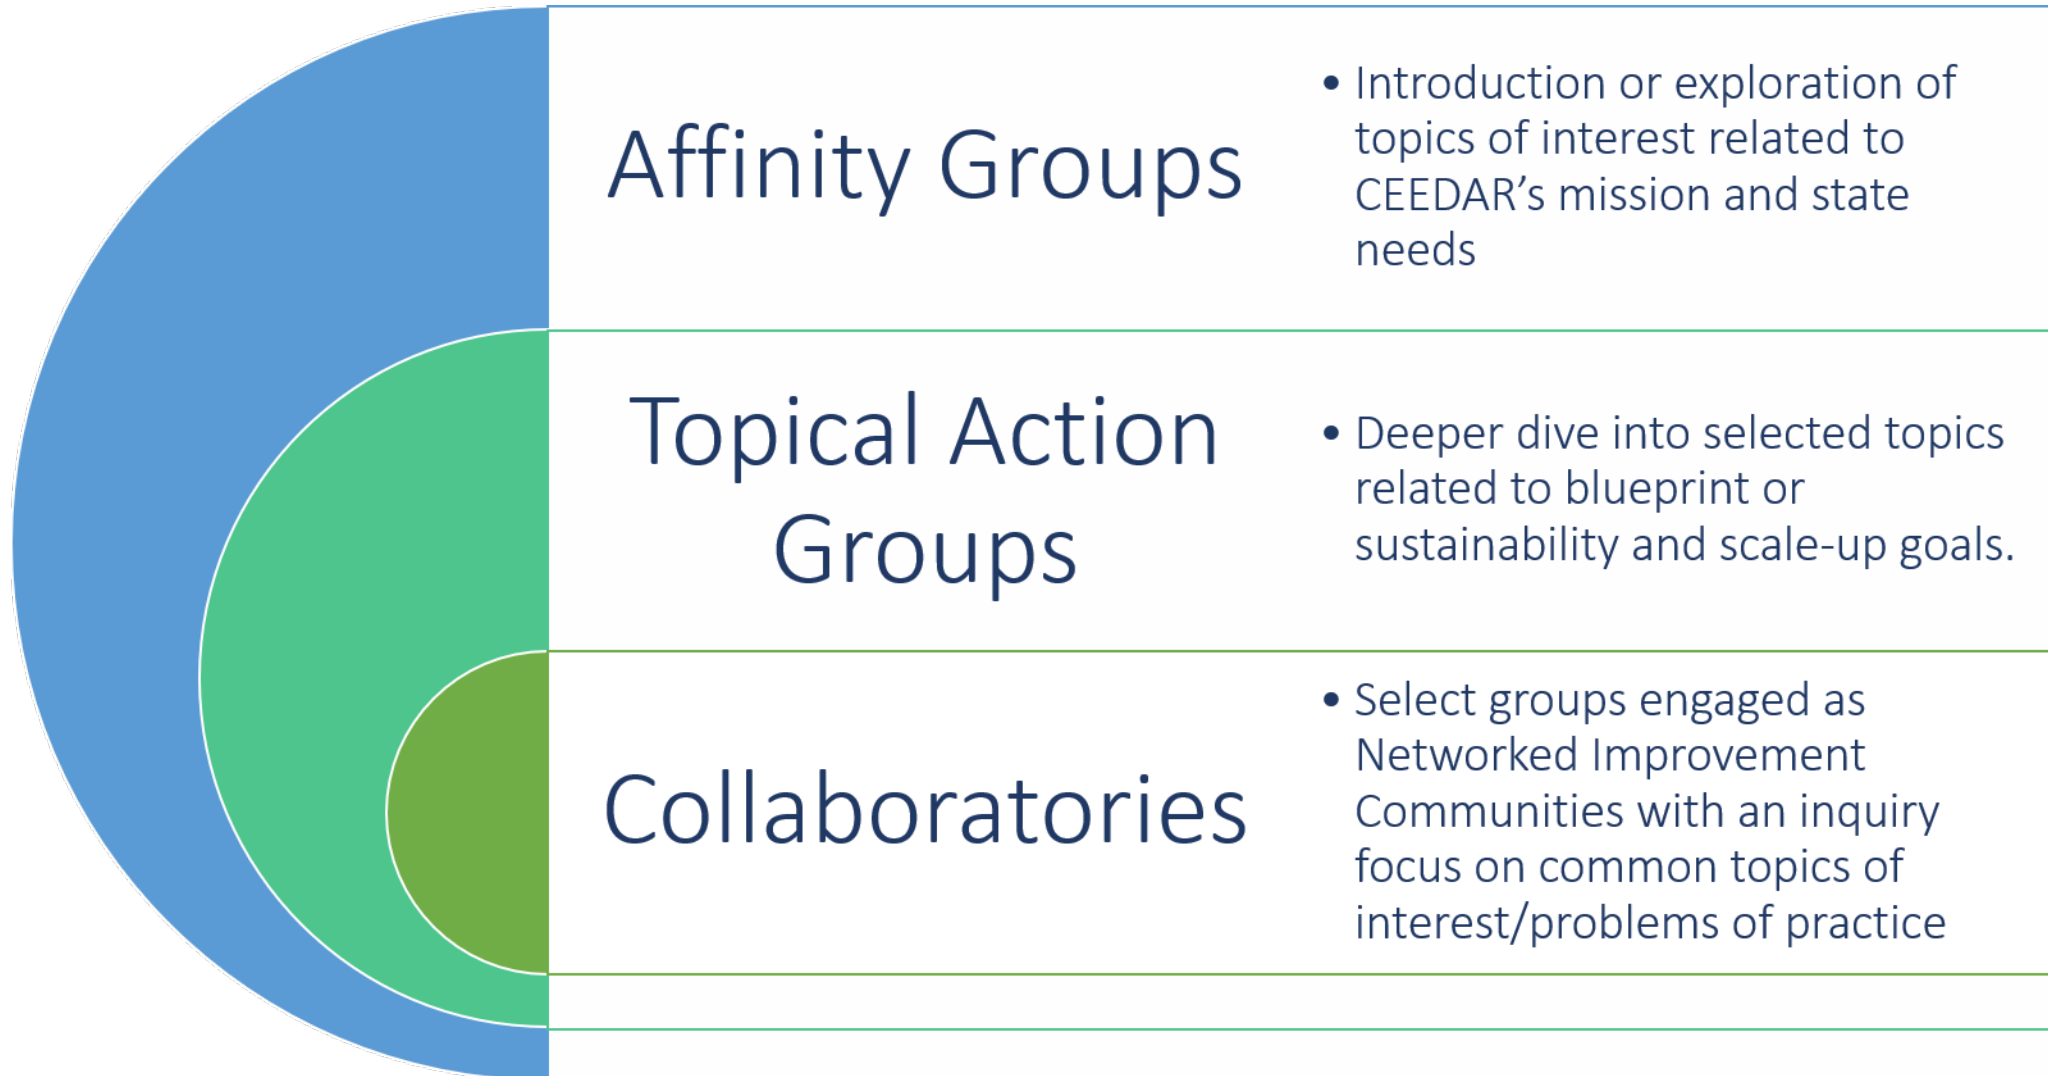 Affinity Groups
• Introduction or exploration of
topics of interest related to
CEEDAR’s mission and state
needs
Topical Action
Groups
• Deeper dive into selected topics
related to blueprint or
sustainability and scale-up goals.
Collaboratories
• Select groups engaged as
Networked Improvement
Communities with an inquiry
focus on common topics of
interest/problems of practice